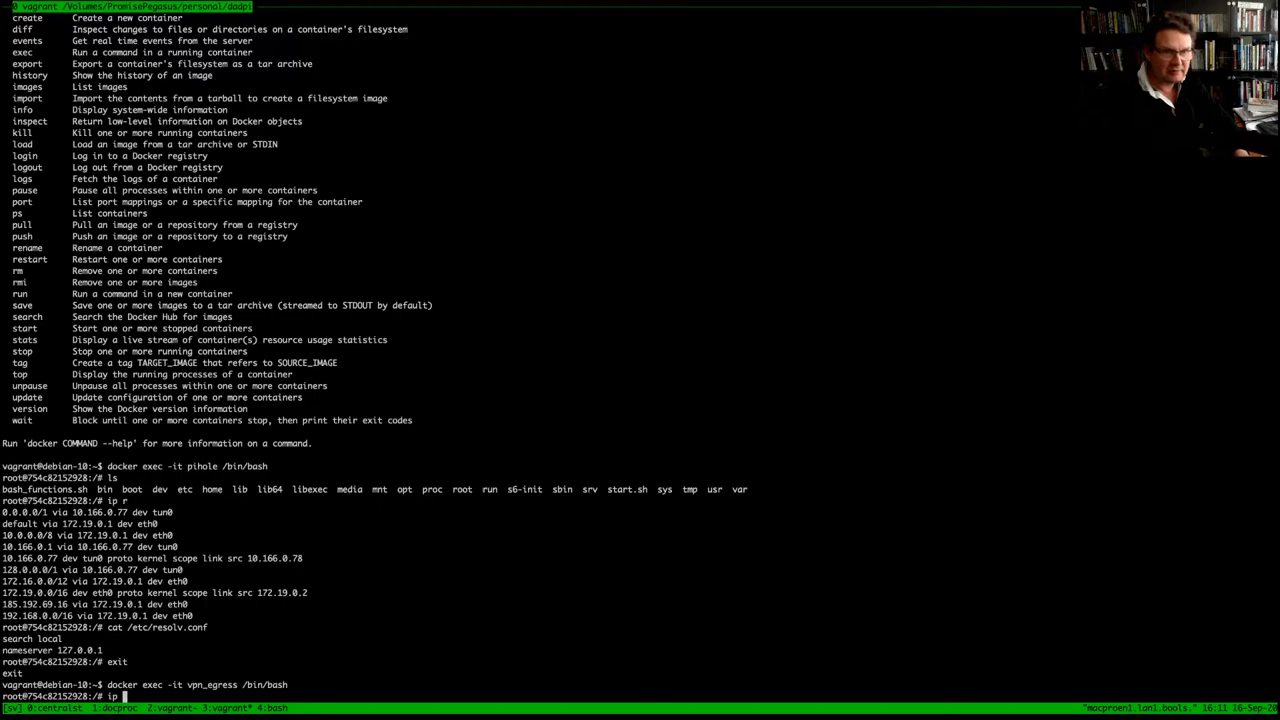 0 vagrant /Volumes/PromisePegasus/personal/dadpi
create Create a new container
diff Inspect changes to files or directories on a container's filesystem
events Get real time events from the server
exec Run a command in a running container
export Export a container's filesystem as a tar archive
history Show the history of an image
images List images
import Import the contents from a tarball to create a filesystem image
info Display system-wide information
inspect Return low-level information on Docker objects
kill Kill one or more running containers
load Load an image from a tar archive or STDIN
login Log in to a Docker registry
logout Log out from a Docker registry
logs Fetch the logs of a container
pause Pause all processes within one or more containers
port List port mappings or a specific mapping for the container
ps List containers
pull Pull an image or a repository from a registry
push Push an image or a repository to a registry
rename Rename a container
restart Restart one or more containers
rm Remove one or more containers
rmi Remove one or more images
run Run a command in a new container
save Save one or more images to a tar archive (streamed to STDOUT by default)
search Search the Docker Hub for images
start Start one or more stopped containers
stats Display a live stream of container(s) resource usage statistics
stop Stop one or more running containers
tag Create a tag TARGET_IMAGE that refers to SOURCE_IMAGE
top Display the running processes of a container
unpause Unpause all processes within one or more containers
update Update configuration of one or more containers
version Show the Docker version information
wait Block until one or more containers stop, then print their exit codes
Run 'docker COMMAND --help' for more information on a command.
vagrant@debian-10:~$ docker exec -it pihole /bin/bash
root@754c82152928:/# ls
bash_functions.sh bin boot dev etc home lib lib64 libexec media mnt opt proc root run s6-init sbin srv start.sh sys tmp usr var
root@754c82152928:/# ip r
0.0.0.0/1 via 10.166.0.77 dev tun0
default via 172.19.0.1 dev eth0
10.0.0.0/8 via 172.19.0.1 dev eth0
10.166.0.1 via 10.166.0.77 dev tun0
10.166.0.77 dev tun0 proto kernel scope link src 10.166.0.78
128.0.0.0/1 via 10.166.0.77 dev tun0
172.16.0.0/12 via 172.19.0.1 dev eth0
172.19.0.0/16 dev eth0 proto kernel scope link src 172.19.0.2
185.192.69.16 via 172.19.0.1 dev eth0
192.168.0.0/16 via 172.19.0.1 dev eth0
root@754c82152928:/# cat /etc/resolv.conf
search local
nameserver 127.0.0.1
root@754c82152928:/# exit
exit
vagrant@debian-10:~$ docker exec -it vpn_egress /bin/bash
root@754c82152928:/# ip
[sv] 0:centralst 1:docproc 2:vagrant- 3:vagrant* 4:bash "macproen1.lan1.bools." 16:11 16-Sep-20